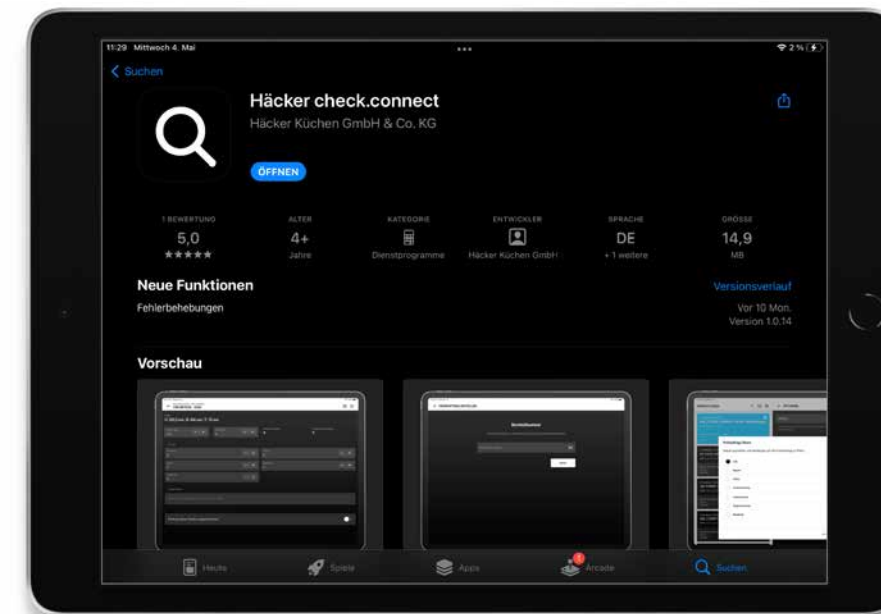 11:29 Mittwoch 4. Mai
2 %
Suchen
Häcker check.connect
Häcker Küchen GmbH & Co. KG
ÖFFNEN
1 BEWERTUNG
ALTER
KATEGORIE
ENTWICKLER
SPRACHE
GRÖSSE
5,0
4+
DE
14,9
Jahre
Dienstprogramme
Häcker Küchen GmbH
+ 1 weitere
MB
Neue Funktionen
Versionsverlauf
Fehlerbehebungen
Vor 10 Mon.
Version 1.0.14
Vorschau
Heute
Spiele
Apps
Arcade
Suchen